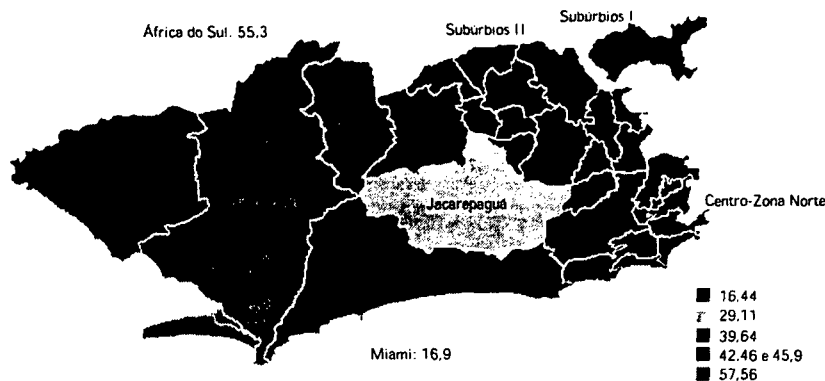 África do Sul. 55,3
Subúrbios II
Subúrbios I
Jacarepaguá
Centro-Zona Norte
Miami: 16,9
16.44
29.11
39.64
42.46 e 45,9
57,56